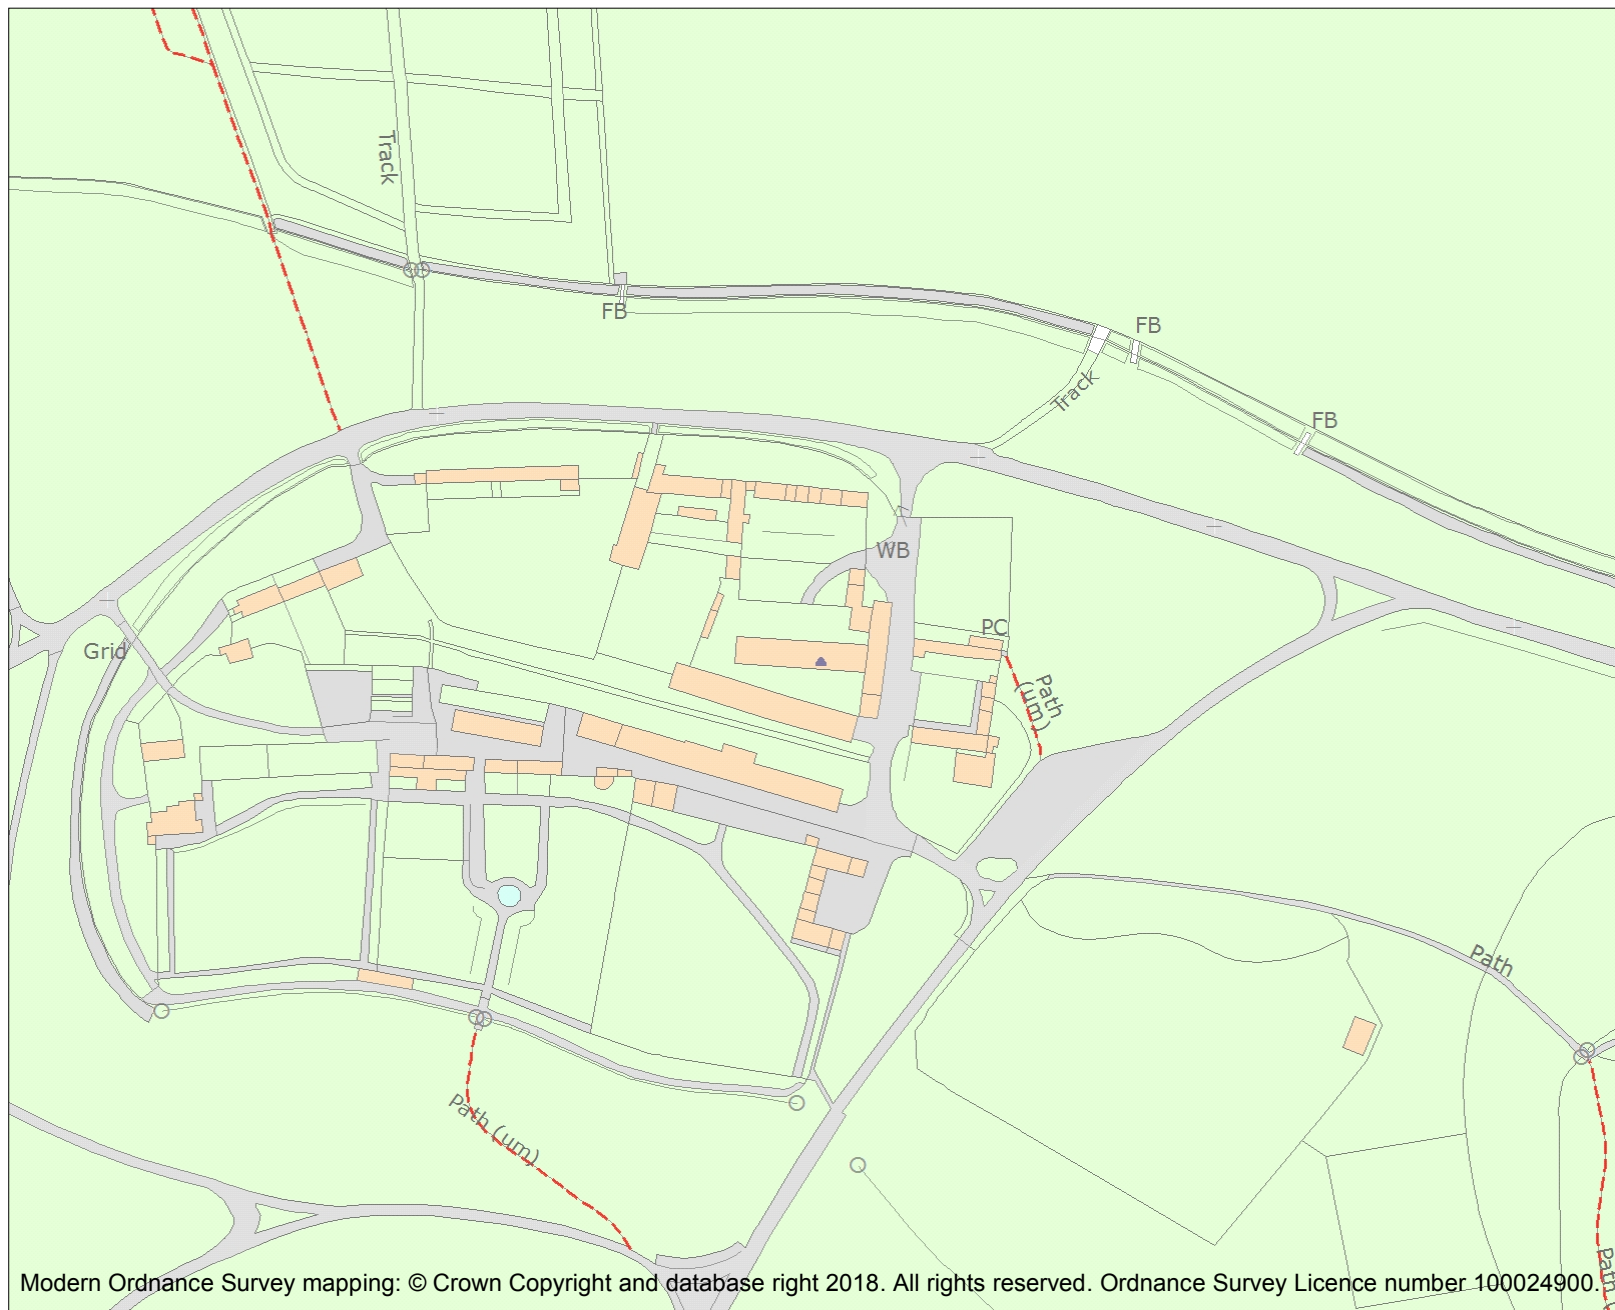 Track
FB
FB
Track
FB
WB
PC
Grid
Path
(um)
Path
Path (um)
Path
Modern Ordnance Survey mapping: © Crown Copyright and database right 2018. All rights reserved. Ordnance Survey Licence number 100024900.